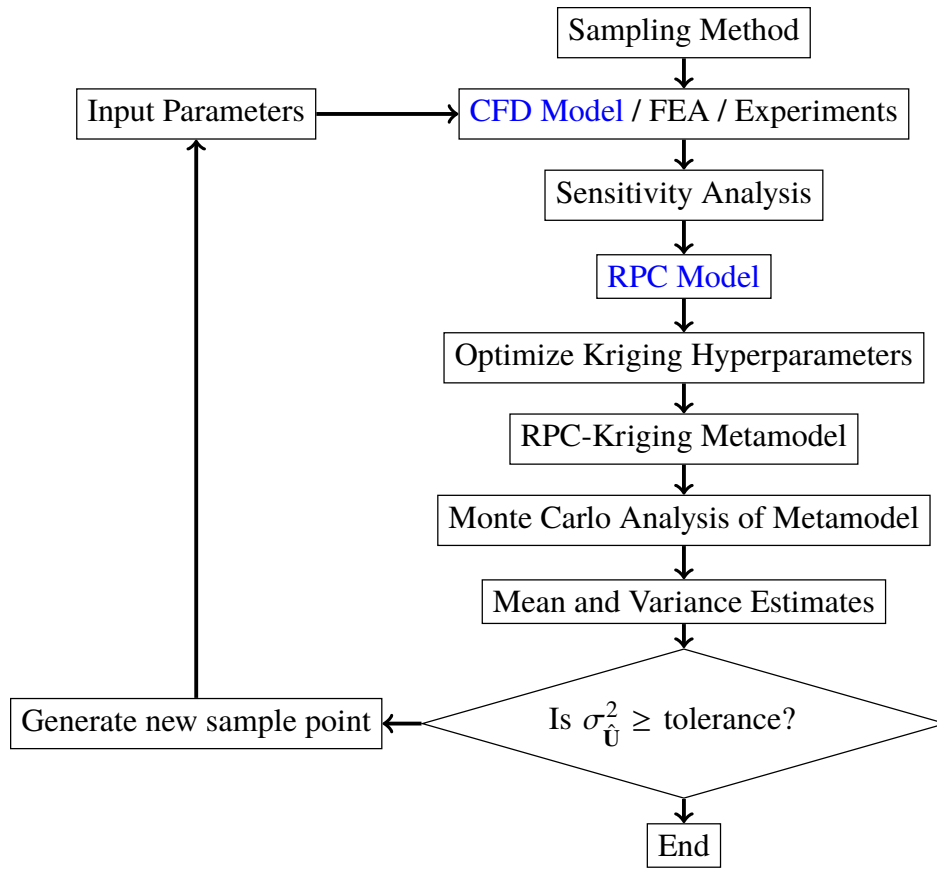 Sampling Method
Input Parameters
CFD Model / FEA / Experiments
Sensitivity Analysis
RPC Model
Optimize Kriging Hyperparameters
RPC-Kriging Metamodel
Monte Carlo Analysis of Metamodel
Mean and Variance Estimates
Generate new sample point
Is σ²_Û ≥ tolerance?
End